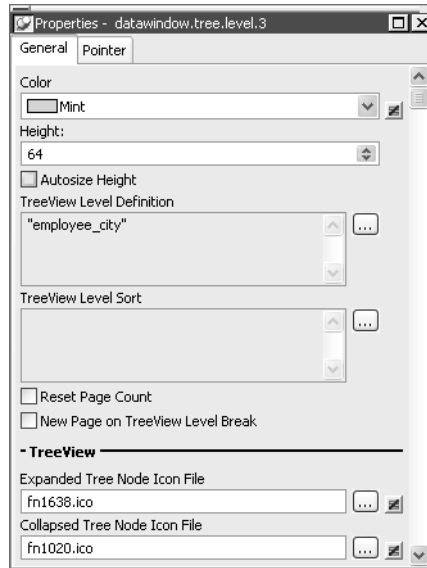 Properties - datawindow.tree.level.3
General Pointer
Color
Mint
Height:
64
Autosize Height
TreeView Level Definition
"employee_city"
...
TreeView Level Sort
...
Reset Page Count
New Page on TreeView Level Break
- TreeView
Expanded Tree Node Icon File
fn1638.ico ...
Collapsed Tree Node Icon File
fn1020.ico ...